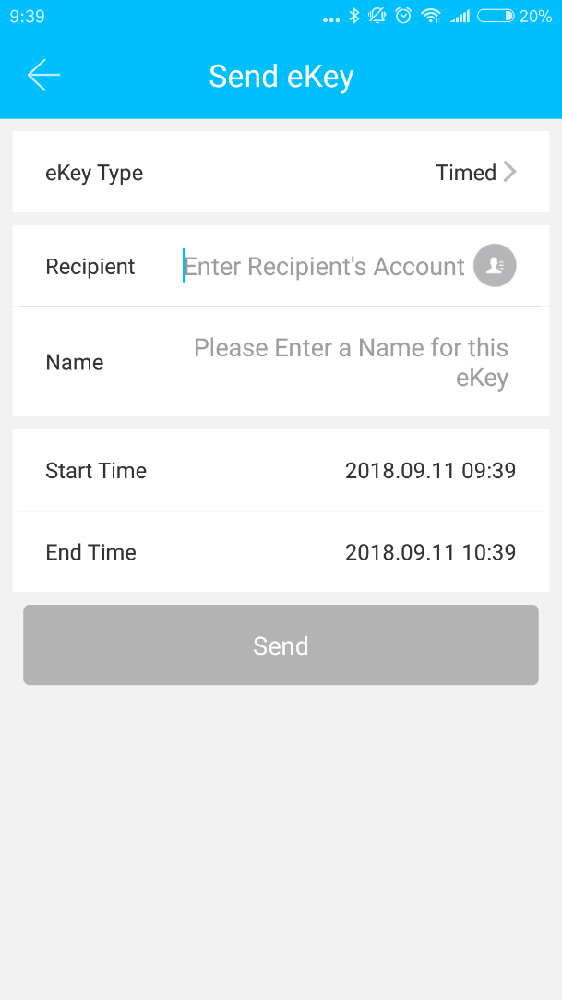 9:39
20%
Send eKey
eKey Type
Timed
Recipient
Enter Recipient's Account
Name
Please Enter a Name for this
eKey
Start Time
2018.09.11 09:39
End Time
2018.09.11 10:39
Send